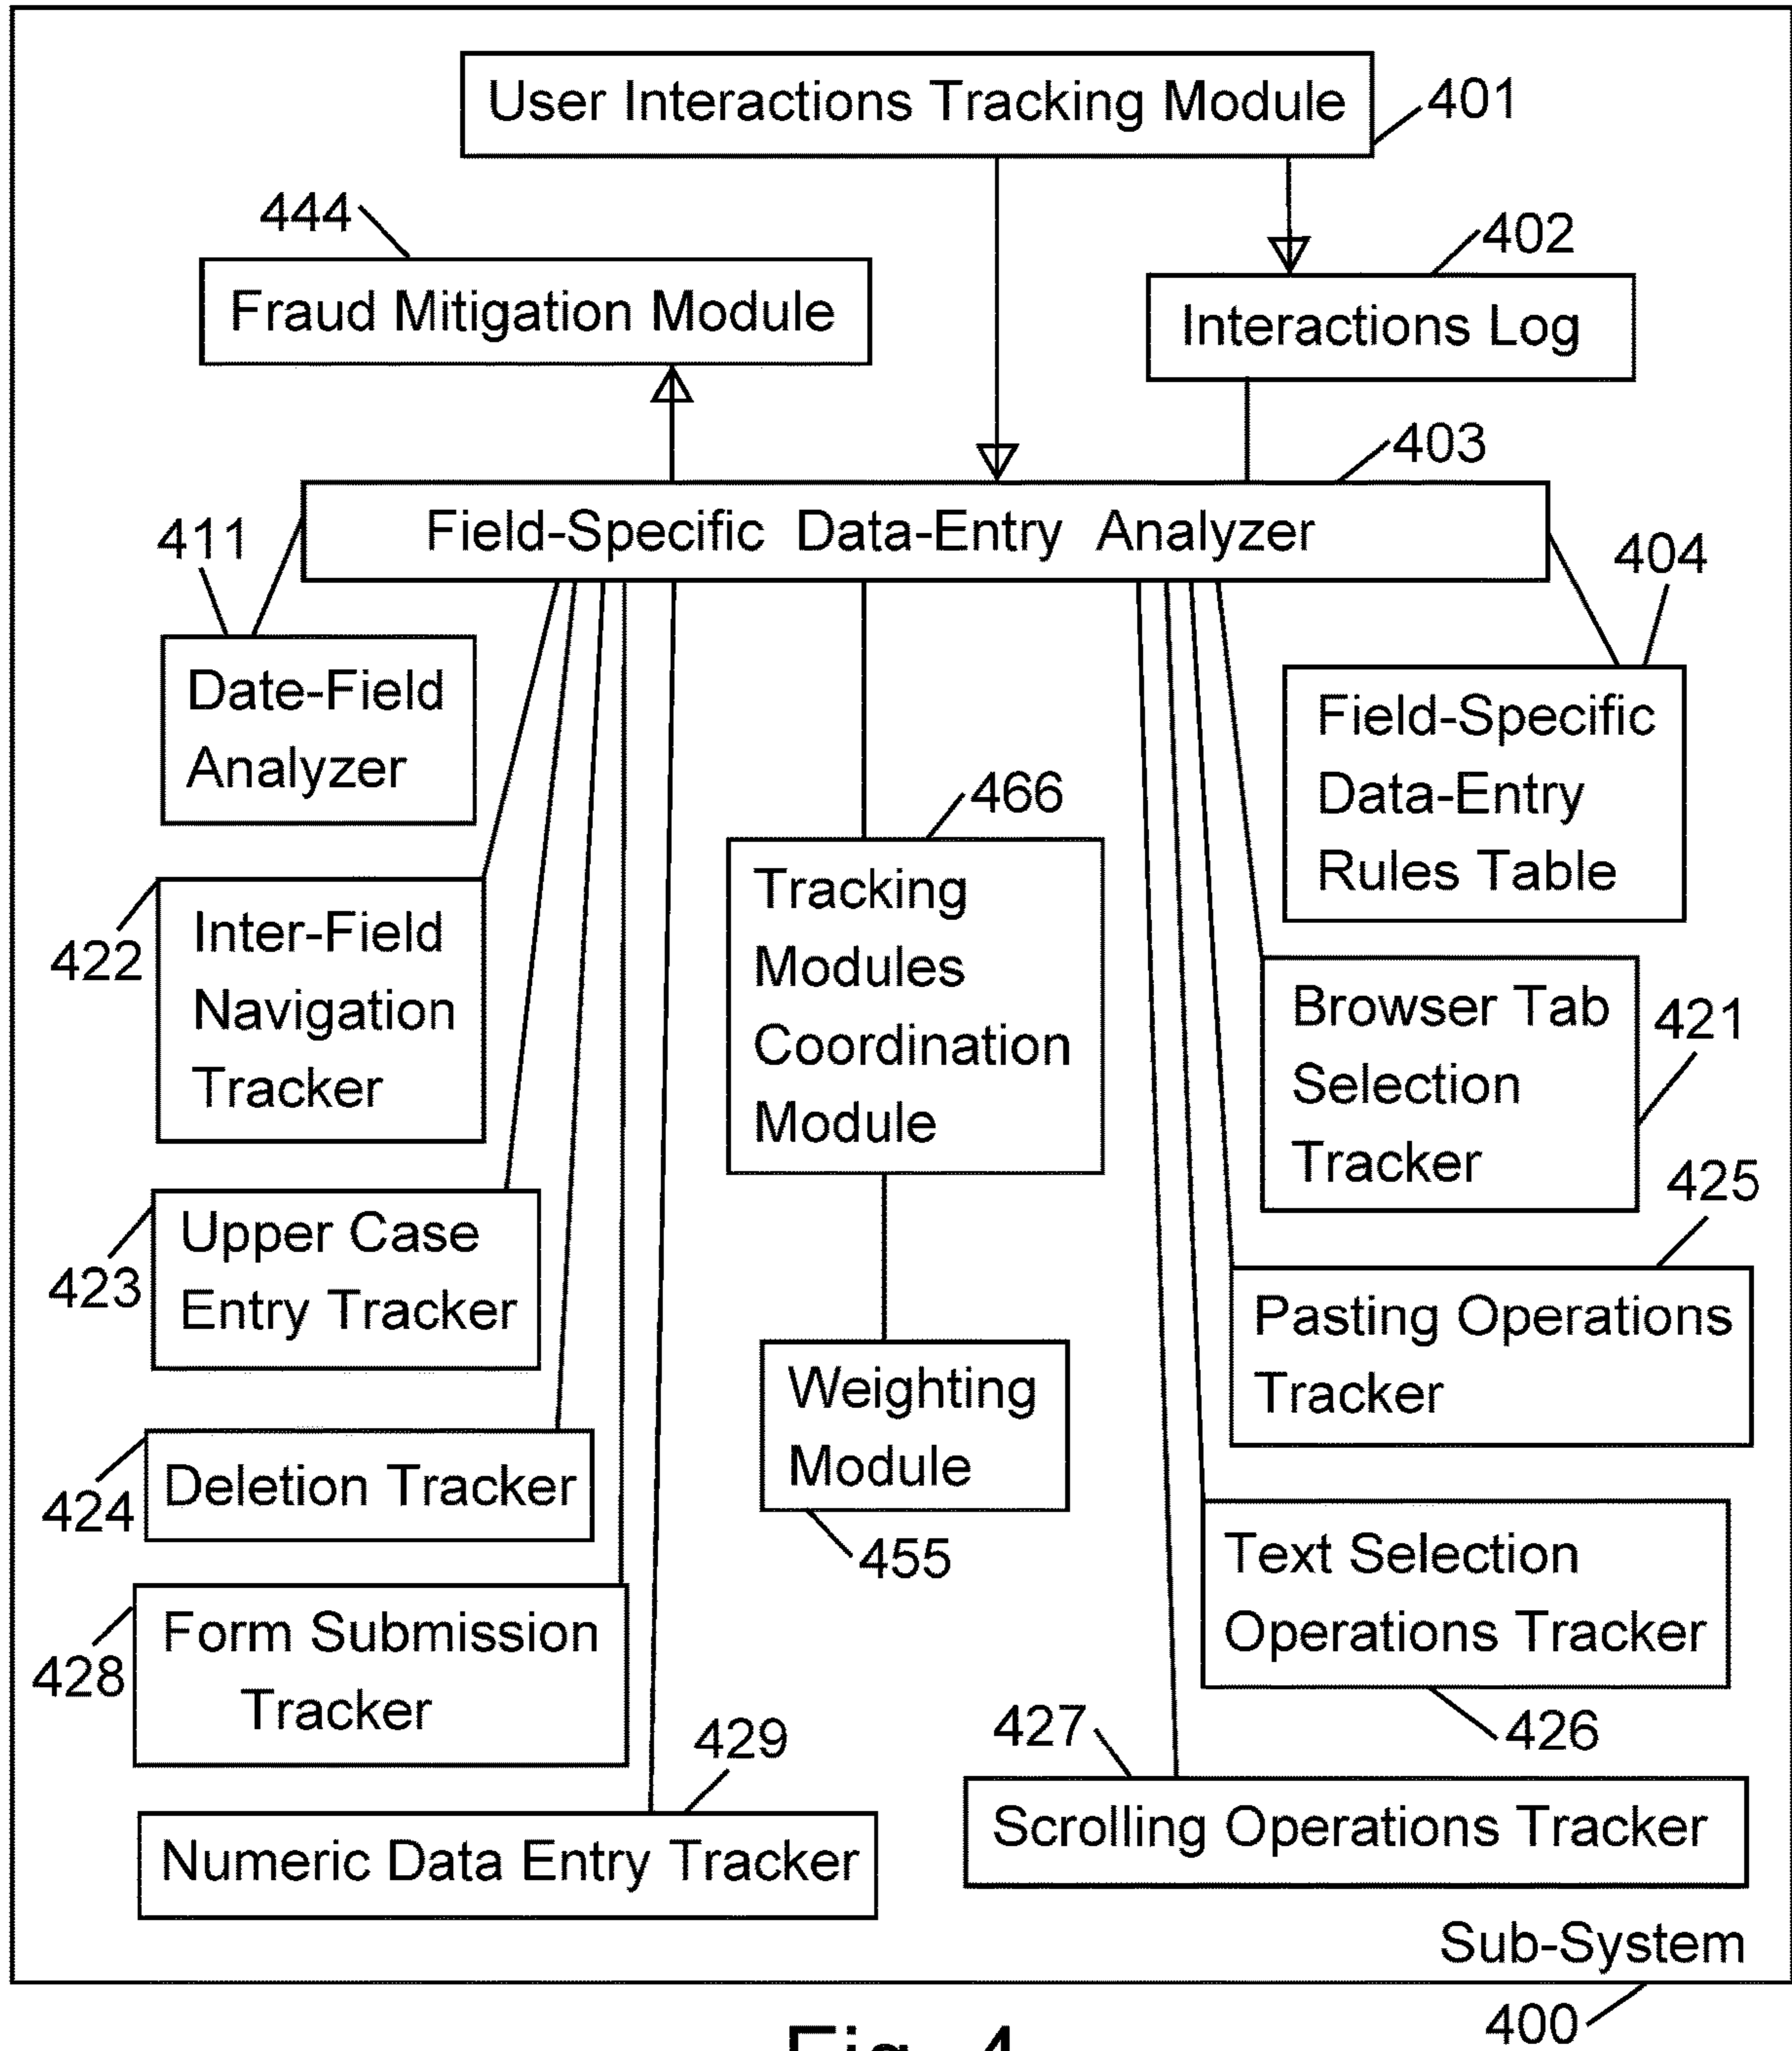 User Interactions Tracking Module
401
444
402
Fraud Mitigation Module
Interactions Log
403
Field-Specific Data-Entry Analyzer
411
404
Date-Field
Analyzer
Field-Specific
Data-Entry
Rules Table
466
422
Inter-Field
Navigation
Tracker
Tracking
Modules
Coordination
Module
Browser Tab
Selection
Tracker
421
425
423
Upper Case
Entry Tracker
Pasting Operations
Tracker
Weighting
Module
455
424
Deletion Tracker
Text Selection
Operations Tracker
426
428
Form Submission
Tracker
429
427
Numeric Data Entry Tracker
Scrolling Operations Tracker
Sub-System
400
Fig. 4